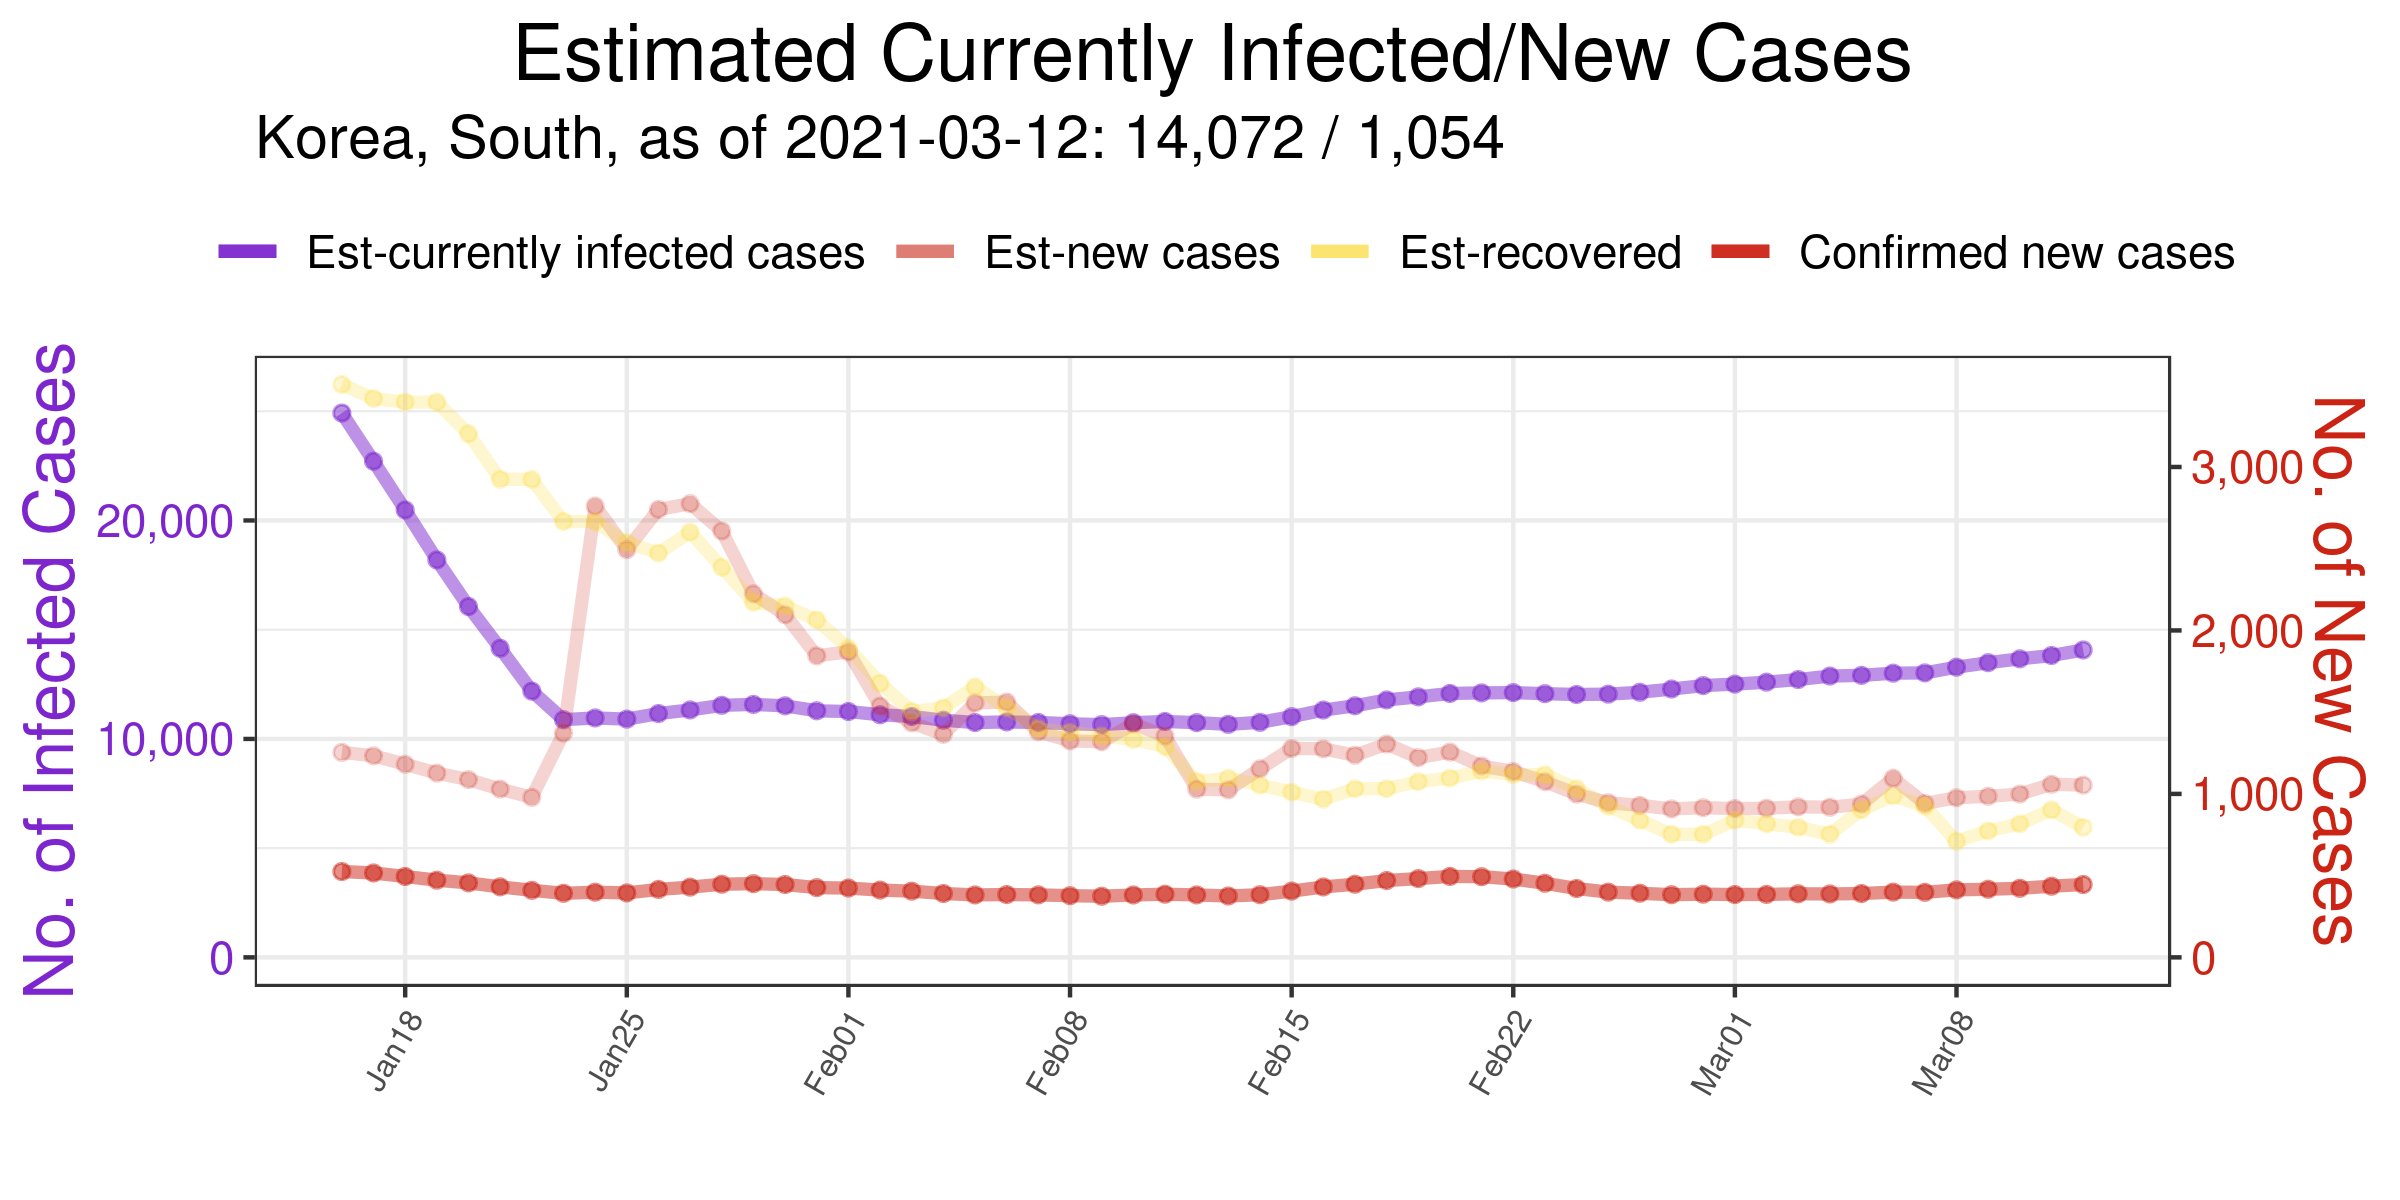 Estimated Currently Infected/New Cases
Korea, South, as of 2021-03-12: 14,072 / 1,054
Est-currently infected cases Est-new cases Est-recovered Confirmed new cases
No. of Infected Cases
20,000
10,000
0
3,000
2,000
1,000
0
No. of New Cases
Jan18 Jan25 Feb01 Feb08 Feb15 Feb22 Mar01 Mar08